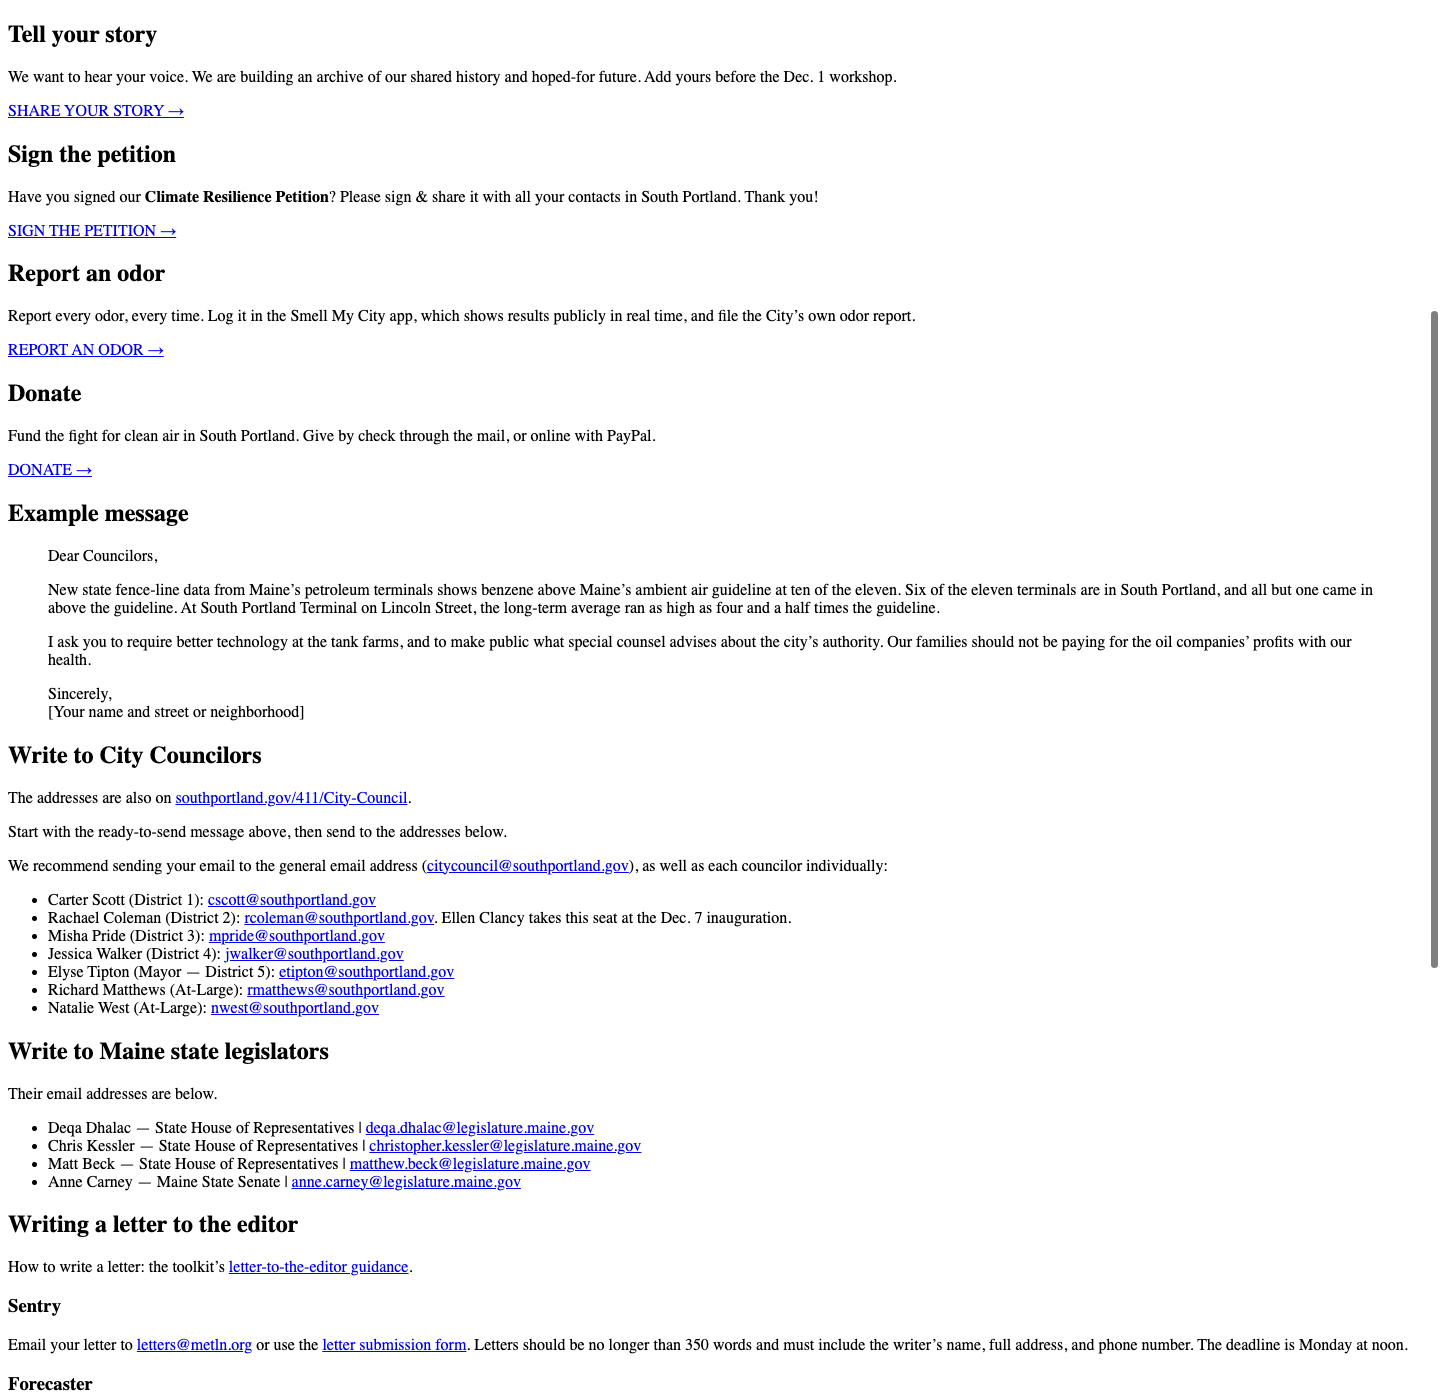 Tell your story
We want to hear your voice. We are building an archive of our shared history and hoped-for future. Add yours before the Dec. 1 workshop.
SHARE YOUR STORY →
Sign the petition
Have you signed our Climate Resilience Petition? Please sign & share it with all your contacts in South Portland. Thank you!
SIGN THE PETITION →
Report an odor
Report every odor, every time. Log it in the Smell My City app, which shows results publicly in real time, and file the City’s own odor report.
REPORT AN ODOR →
Donate
Fund the fight for clean air in South Portland. Give by check through the mail, or online with PayPal.
DONATE →
Example message
Dear Councilors,
New state fence-line data from Maine’s petroleum terminals shows benzene above Maine’s ambient air guideline at ten of the eleven. Six of the eleven terminals are in South Portland, and all but one came in
above the guideline. At South Portland Terminal on Lincoln Street, the long-term average ran as high as four and a half times the guideline.
I ask you to require better technology at the tank farms, and to make public what special counsel advises about the city’s authority. Our families should not be paying for the oil companies’ profits with our
health.
Sincerely,
[Your name and street or neighborhood]
Write to City Councilors
The addresses are also on southportland.gov/411/City-Council.
Start with the ready-to-send message above, then send to the addresses below.
We recommend sending your email to the general email address (citycouncil@southportland.gov), as well as each councilor individually:
• Carter Scott (District 1): cscott@southportland.gov
• Rachael Coleman (District 2): rcoleman@southportland.gov. Ellen Clancy takes this seat at the Dec. 7 inauguration.
• Misha Pride (District 3): mpride@southportland.gov
• Jessica Walker (District 4): jwalker@southportland.gov
• Elyse Tipton (Mayor — District 5): etipton@southportland.gov
• Richard Matthews (At-Large): rmatthews@southportland.gov
• Natalie West (At-Large): nwest@southportland.gov
Write to Maine state legislators
Their email addresses are below.
• Deqa Dhalac — State House of Representatives | deqa.dhalac@legislature.maine.gov
• Chris Kessler — State House of Representatives | christopher.kessler@legislature.maine.gov
• Matt Beck — State House of Representatives | matthew.beck@legislature.maine.gov
• Anne Carney — Maine State Senate | anne.carney@legislature.maine.gov
Writing a letter to the editor
How to write a letter: the toolkit’s letter-to-the-editor guidance.
Sentry
Email your letter to letters@metln.org or use the letter submission form. Letters should be no longer than 350 words and must include the writer’s name, full address, and phone number. The deadline is Monday at noon.
Forecaster